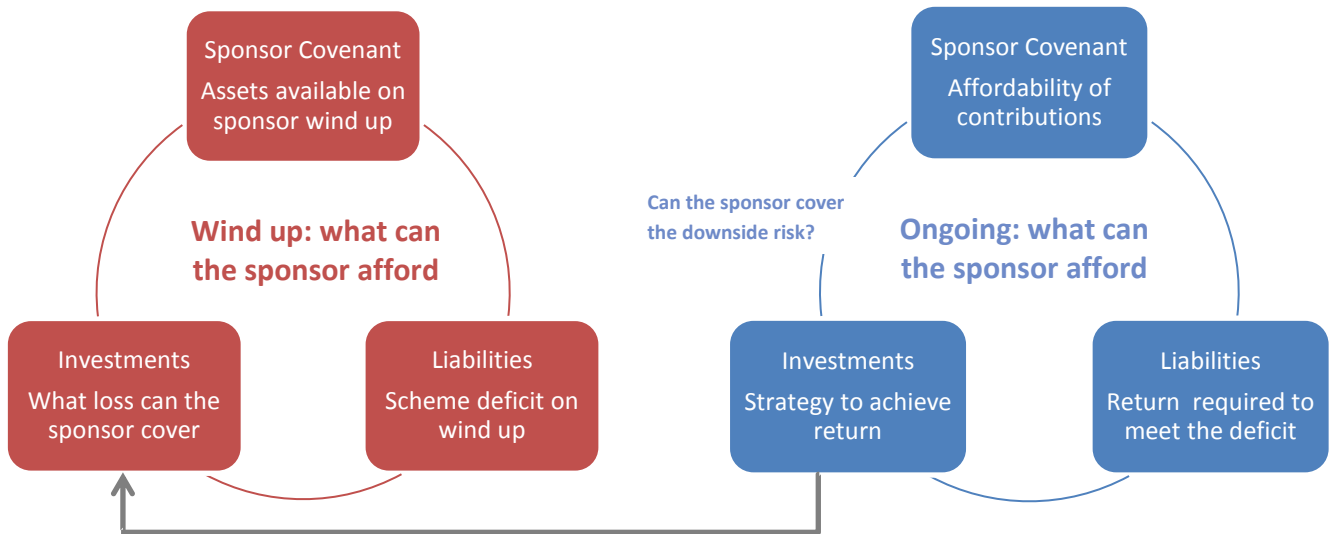 Sponsor Covenant
Assets available on
sponsor wind up
Wind up: what can
the sponsor afford
Investments
What loss can the
sponsor cover
Liabilities
Scheme deficit on
wind up
Sponsor Covenant
Affordability of
contributions
Can the sponsor cover
the downside risk?
Ongoing: what can
the sponsor afford
Investments
Strategy to achieve
return
Liabilities
Return required to
meet the deficit